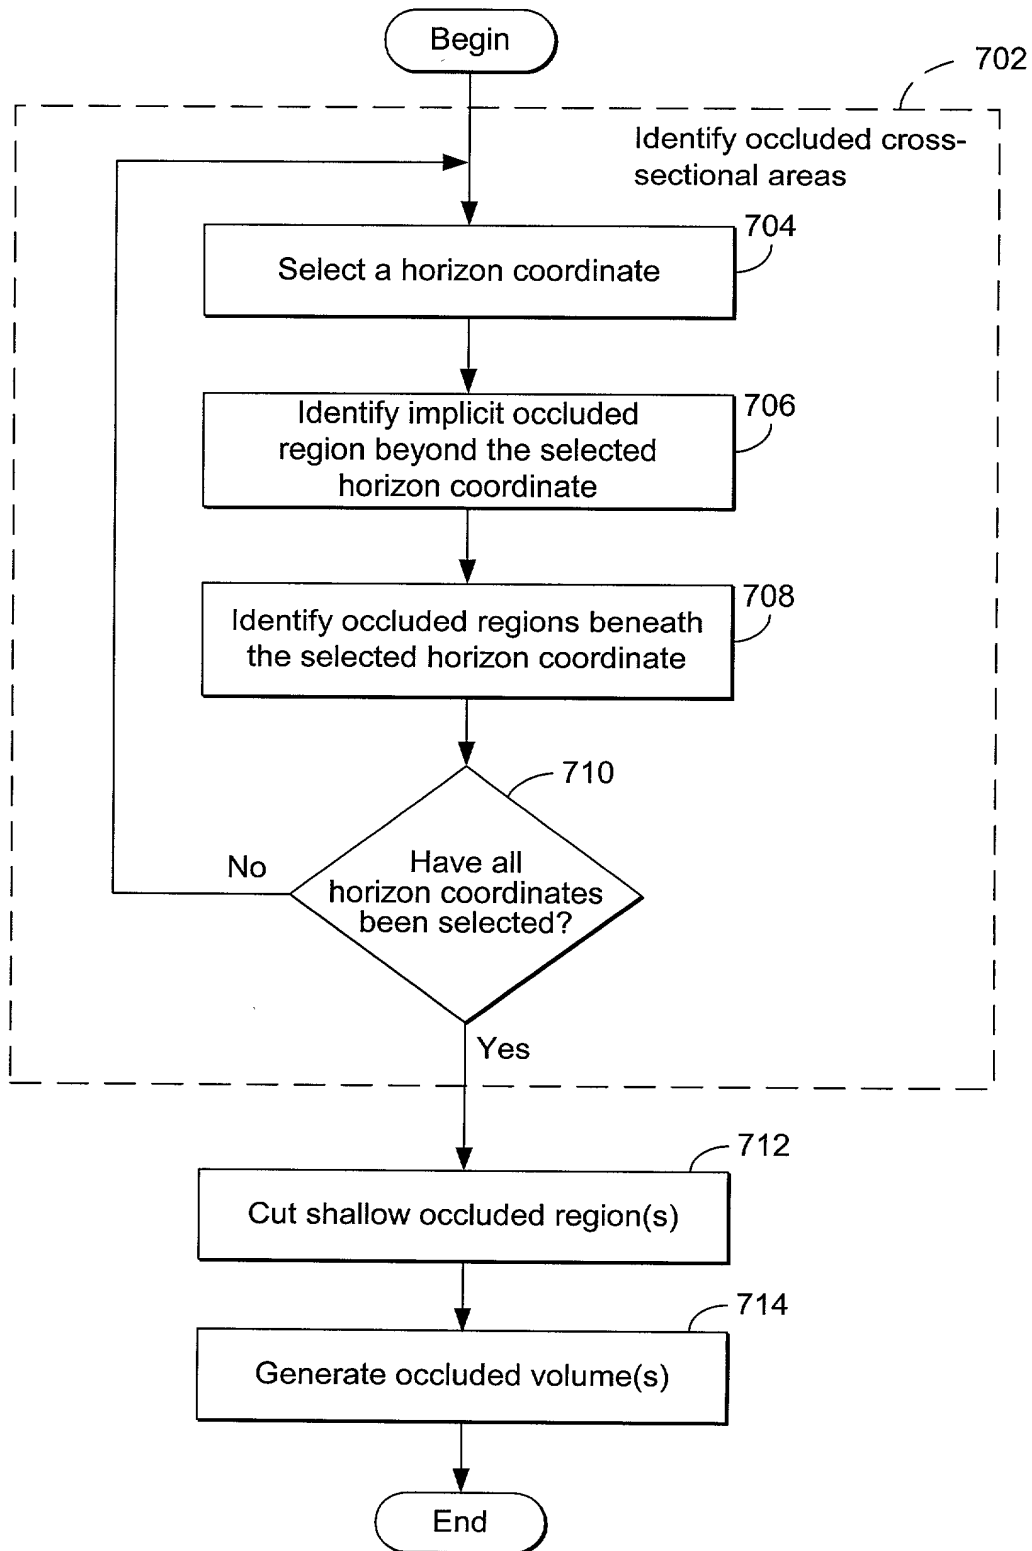 Begin
702
Identify occluded cross-
sectional areas
704
Select a horizon coordinate
706
Identify implicit occluded
region beyond the selected
horizon coordinate
708
Identify occluded regions beneath
the selected horizon coordinate
710
Have all
horizon coordinates
been selected?
No
Yes
712
Cut shallow occluded region(s)
714
Generate occluded volume(s)
End